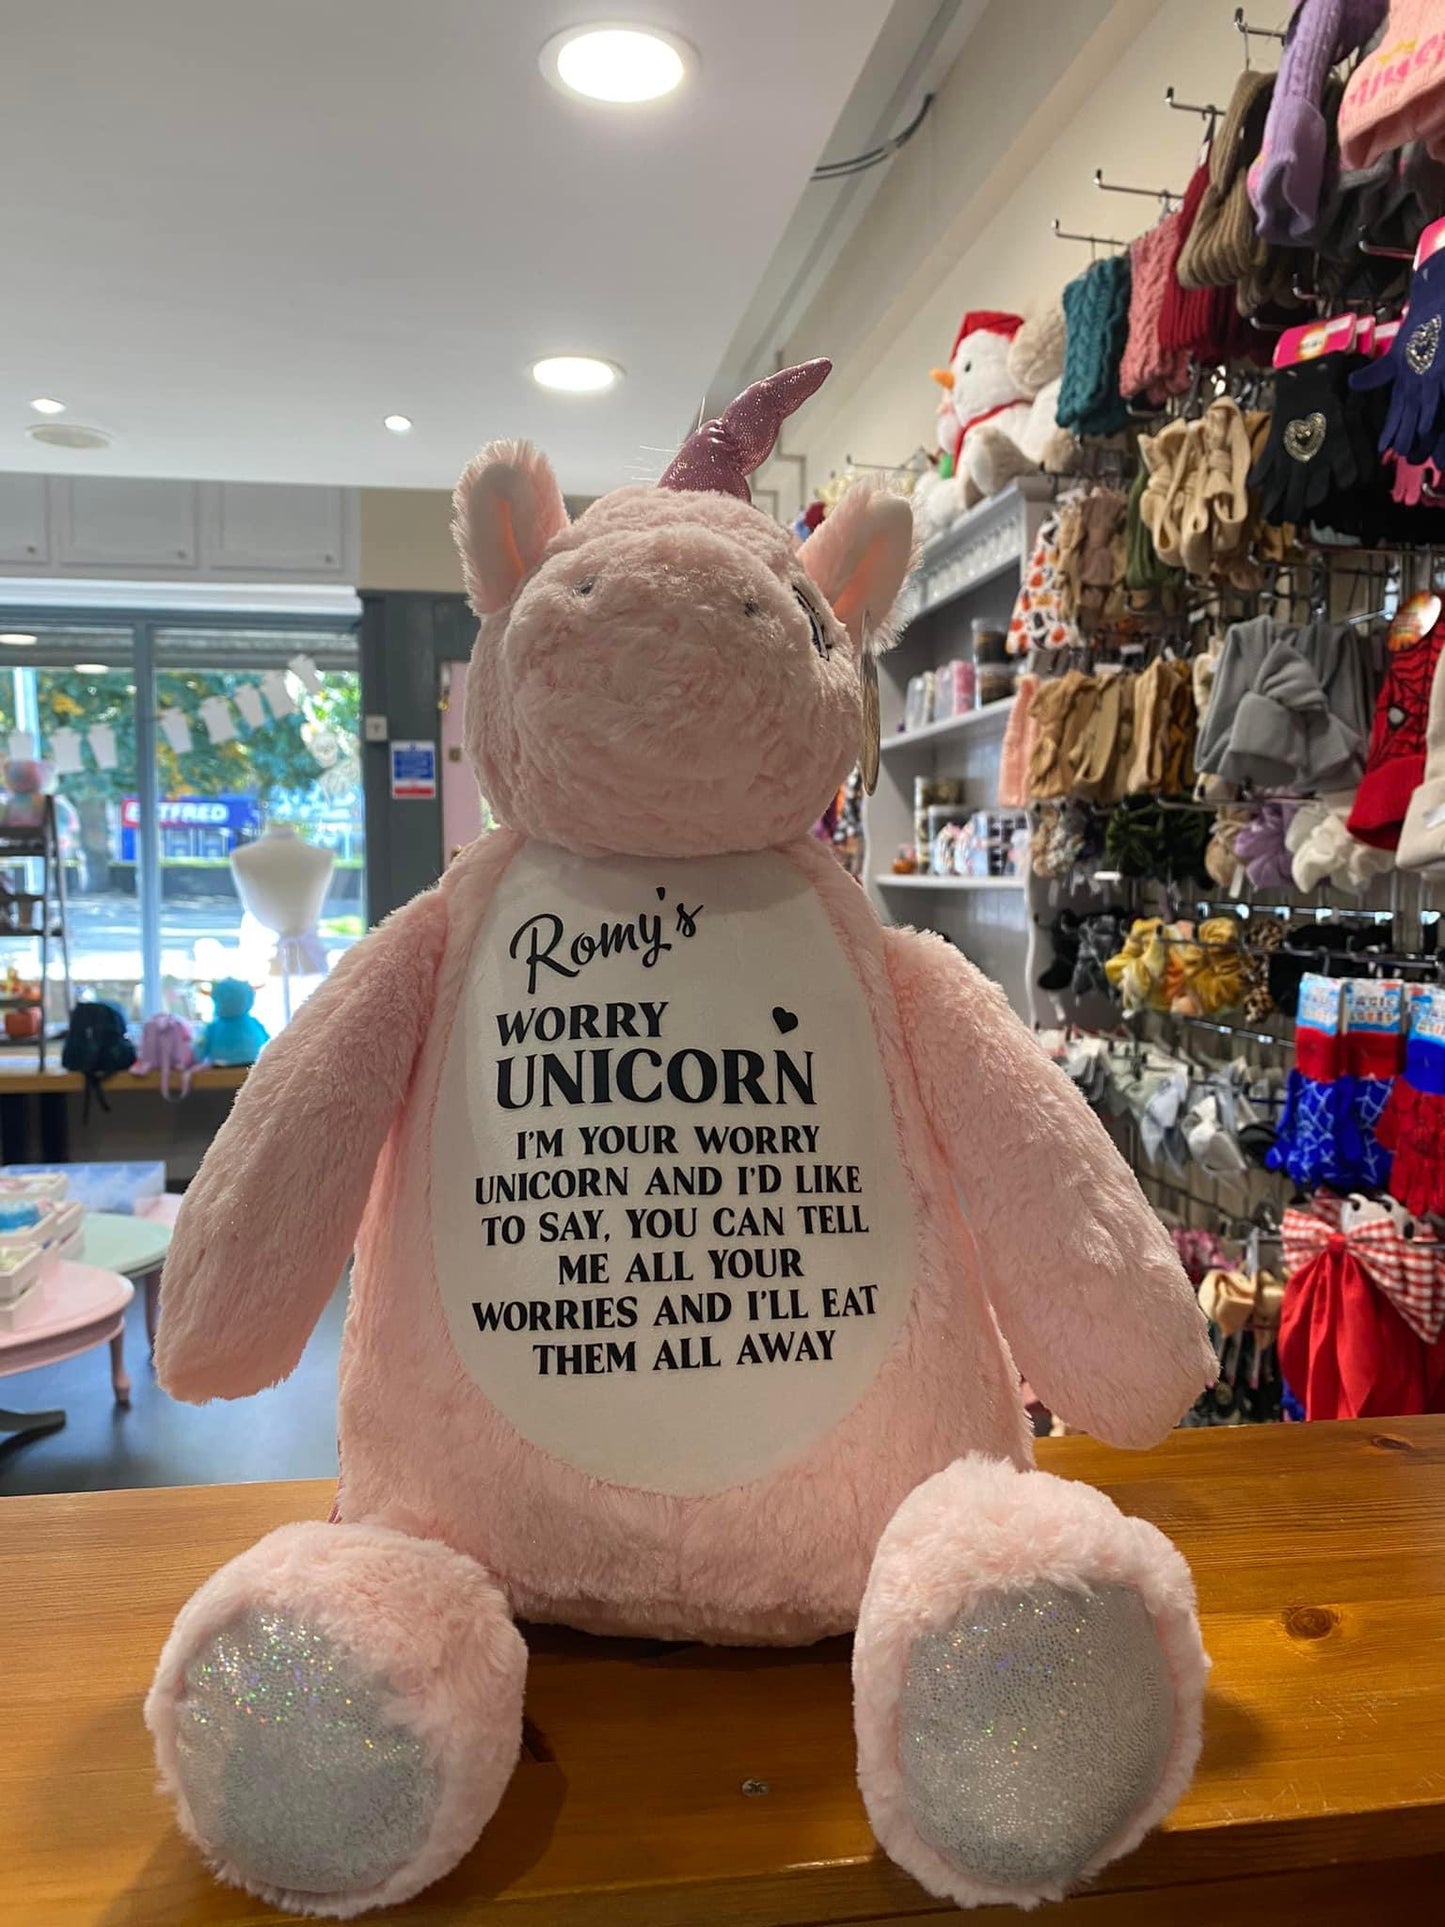 Romy's
WORRY
UNICORN
I'M YOUR WORRY
UNICORN AND I'D LIKE
TO SAY, YOU CAN TELL
ME ALL YOUR
WORRIES AND I'LL EAT
THEM ALL AWAY